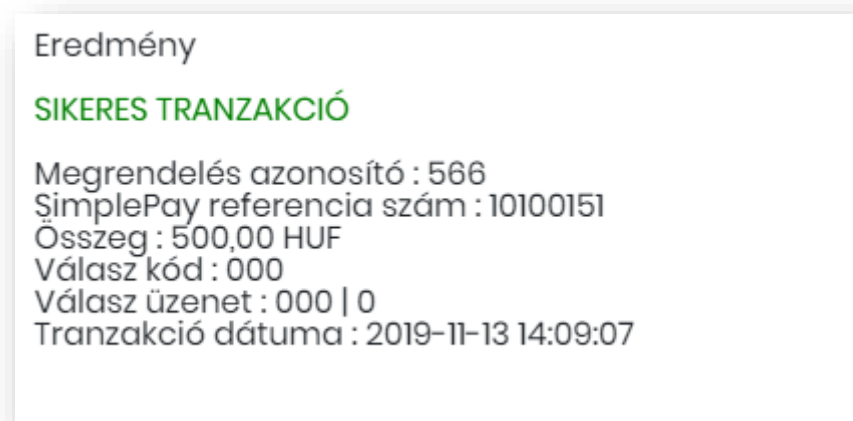 Eredmény
SIKERES TRANZAKCIÓ
Megrendelés azonosító : 566
SimplePay referencia szám : 10100151
Összeg : 500,00 HUF
Válasz kód : 000
Válasz üzenet : 000 | 0
Tranzakció dátuma : 2019-11-13 14:09:07